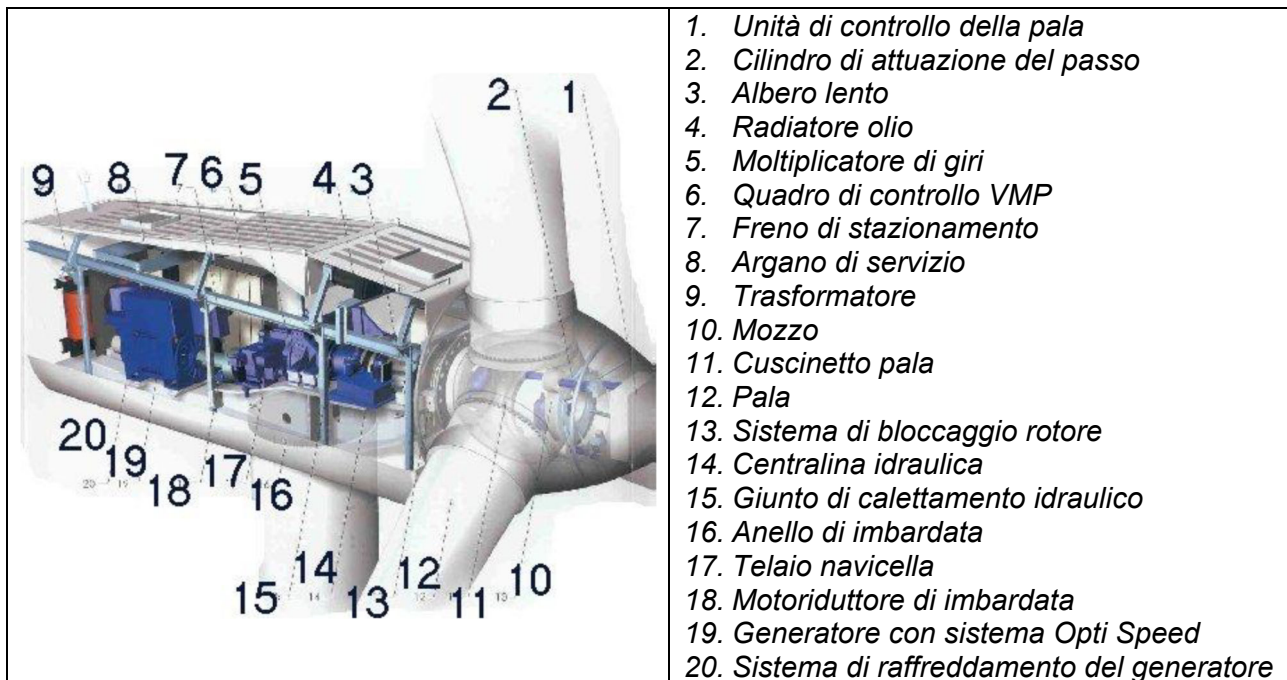 2 1
9 8 7 6 5 4 3
20 19 18 17 16
15 14 13 12 11 10
1. Unità di controllo della pala
2. Cilindro di attuazione del passo
3. Albero lento
4. Radiatore olio
5. Moltiplicatore di giri
6. Quadro di controllo VMP
7. Freno di stazionamento
8. Argano di servizio
9. Trasformatore
10. Mozzo
11. Cuscinetto pala
12. Pala
13. Sistema di bloccaggio rotore
14. Centralina idraulica
15. Giunto di calettamento idraulico
16. Anello di imbardata
17. Telaio navicella
18. Motoriduttore di imbardata
19. Generatore con sistema Opti Speed
20. Sistema di raffreddamento del generatore